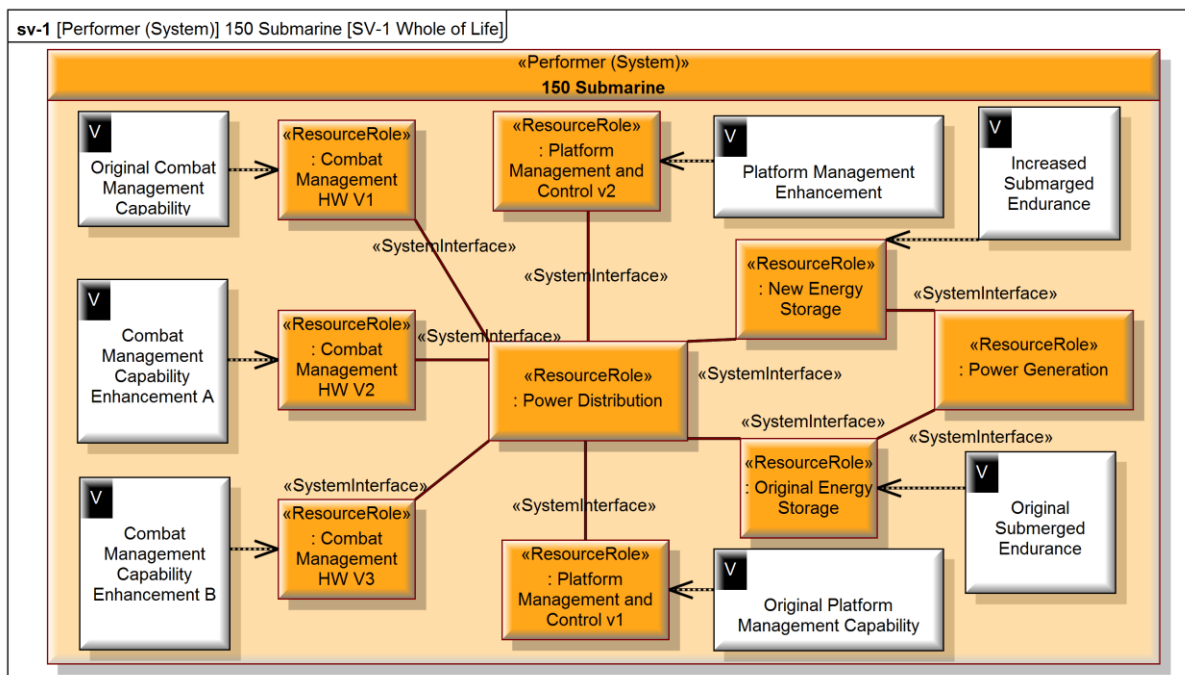 sv-1 [Performer (System)] 150 Submarine [SV-1 Whole of Life]
«Performer (System)»
150 Submarine
V
Original Combat
Management
Capability
«ResourceRole»
: Combat
Management
HW V1
«ResourceRole»
: Platform
Management and
Control v2
V
Platform Management
Enhancement
V
Increased
Submarged
Endurance
«SystemInterface»
«SystemInterface»
«ResourceRole»
: New Energy
Storage
«SystemInterface»
V
Combat
Management
Capability
Enhancement A
«ResourceRole»
: Combat
Management
HW V2
«SystemInterface»
«ResourceRole»
: Power Distribution
«SystemInterface»
«ResourceRole»
: Power Generation
«SystemInterface»
«SystemInterface»
V
Combat
Management
Capability
Enhancement B
«SystemInterface»
«ResourceRole»
: Combat
Management
HW V3
«SystemInterface»
«ResourceRole»
: Original Energy
Storage
V
Original
Submerged
Endurance
«ResourceRole»
: Platform
Management and
Control v1
V
Original Platform
Management Capability